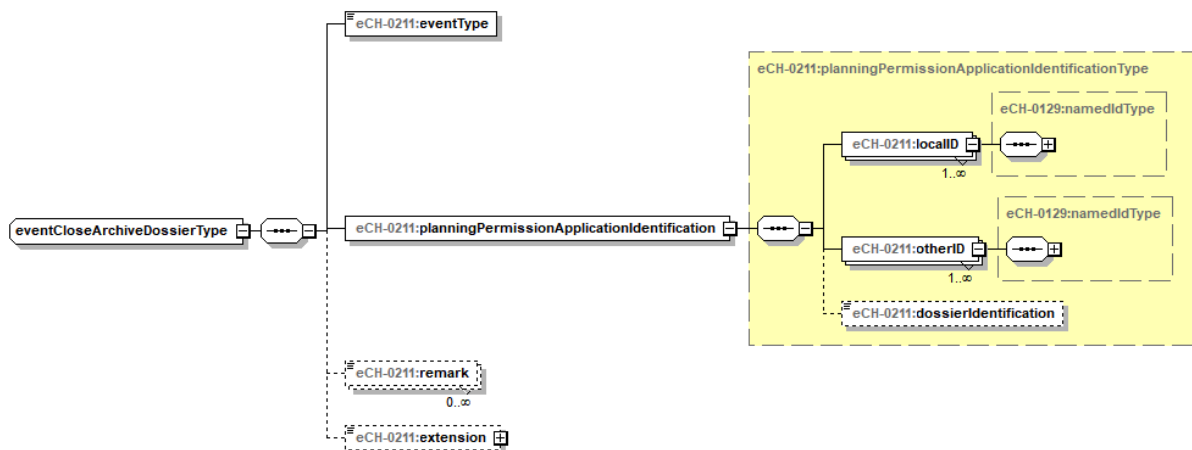 eCH-0211:eventType
eCH-0211:planningPermissionApplicationIdentificationType
eCH-0129:namedIdType
eCH-0211:localID
1..∞
eCH-0129:namedIdType
eventCloseArchiveDossierType
eCH-0211:planningPermissionApplicationIdentification
eCH-0211:otherID
1..∞
eCH-0211:dossierIdentification
eCH-0211:remark
0..∞
eCH-0211:extension